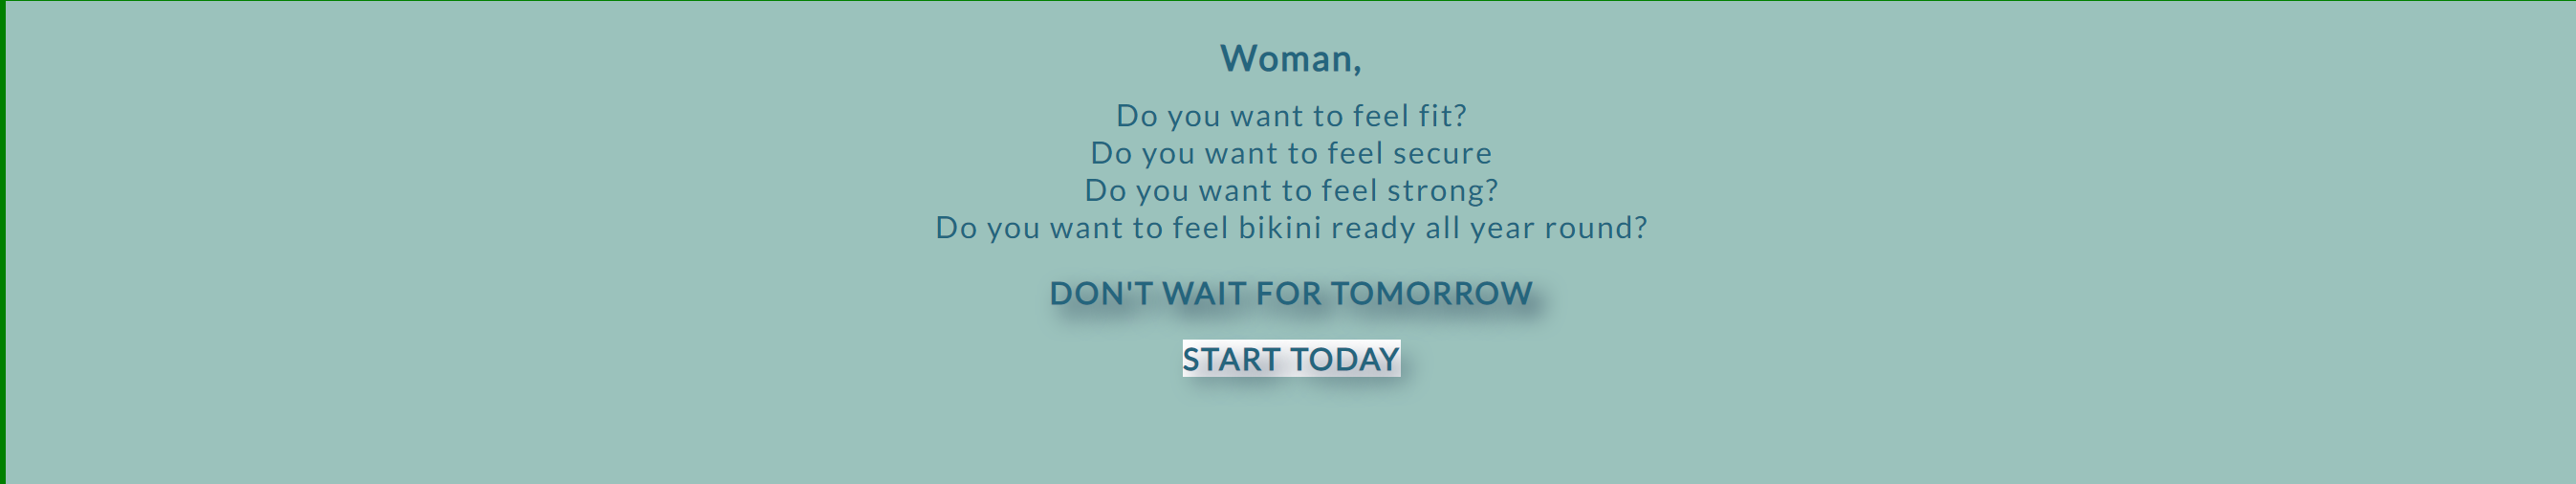 Woman,
Do you want to feel fit?
Do you want to feel secure
Do you want to feel strong?
Do you want to feel bikini ready all year round?
DON'T WAIT FOR TOMORROW
START TODAY